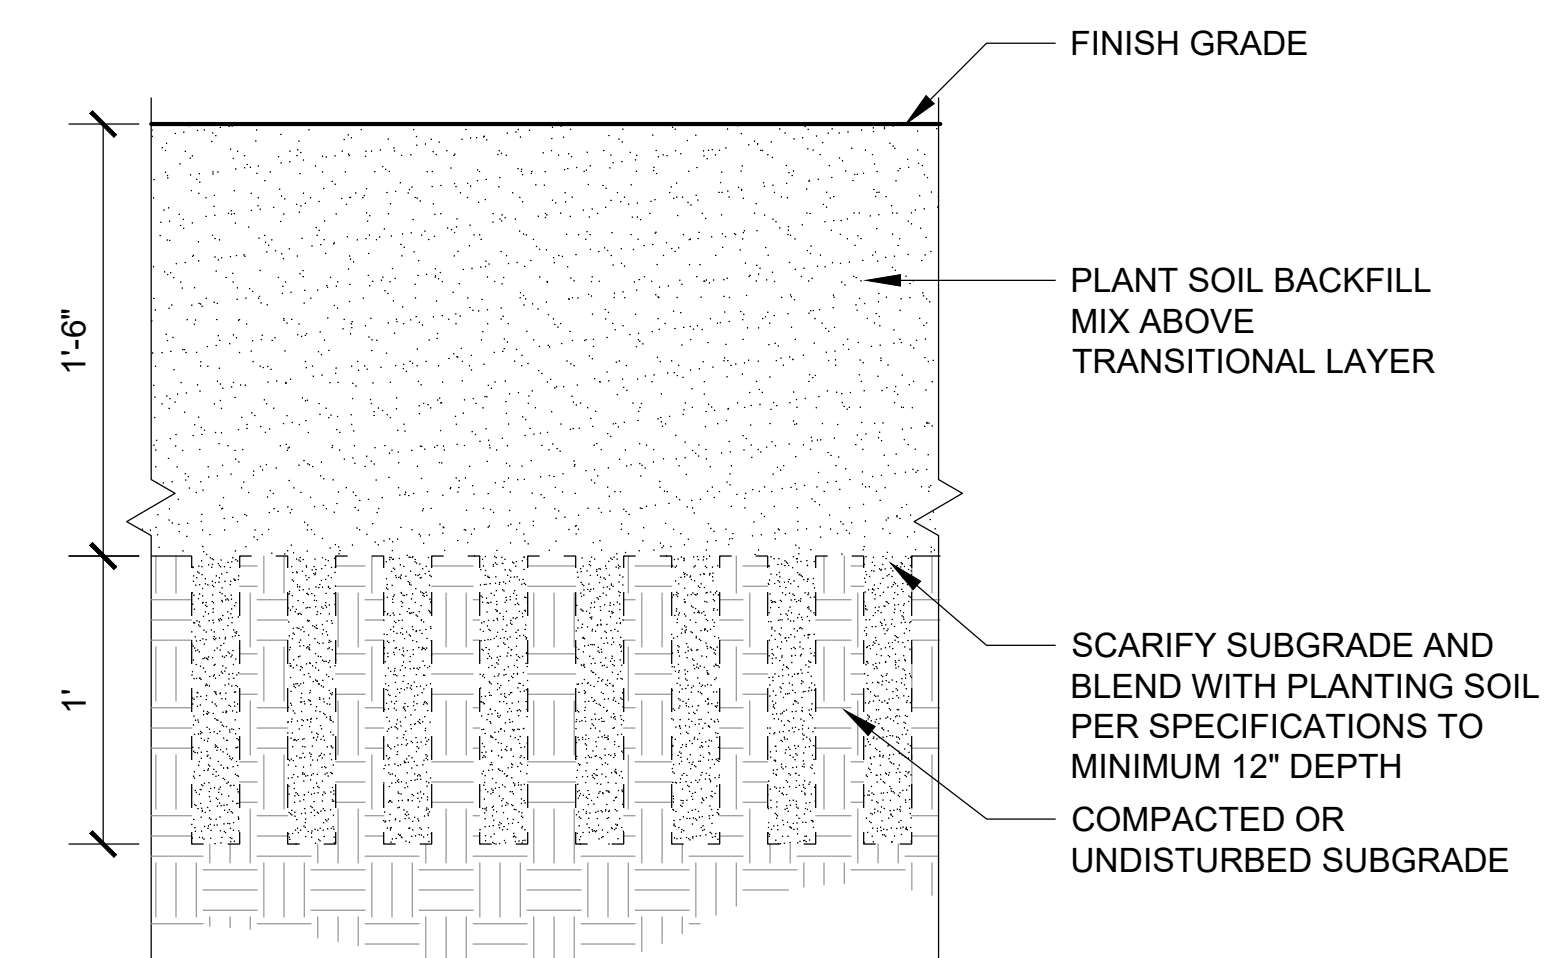 FINISH GRADE
1'-6"
PLANT SOIL BACKFILL
MIX ABOVE
TRANSITIONAL LAYER
1'
SCARIFY SUBGRADE AND
BLEND WITH PLANTING SOIL
PER SPECIFICATIONS TO
MINIMUM 12" DEPTH
COMPACTED OR
UNDISTURBED SUBGRADE